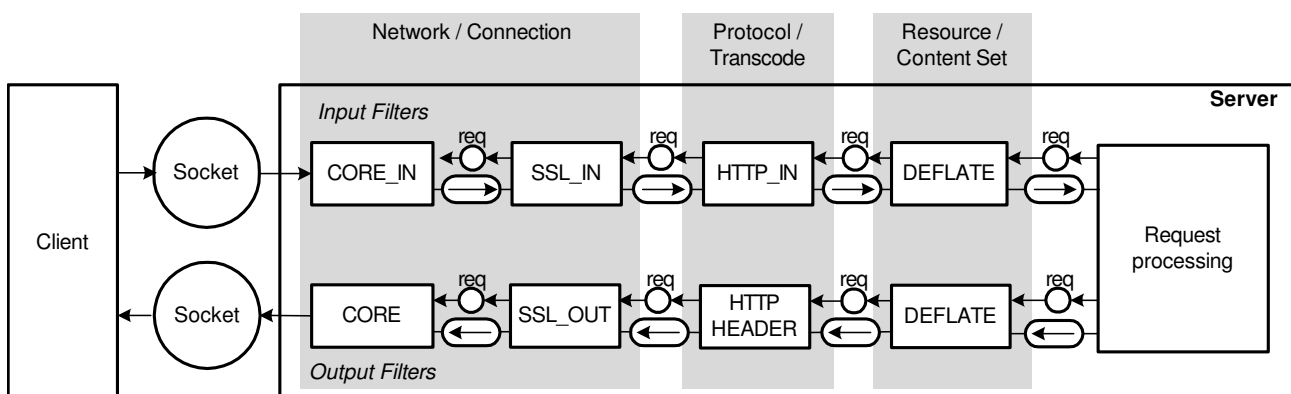 Network / Connection
Protocol /
Transcode
Resource /
Content Set
Server
Input Filters
req
req
req
req
Client
Socket
CORE_IN
SSL_IN
HTTP_IN
DEFLATE
Request
processing
req
req
req
req
Socket
CORE
SSL_OUT
HTTP
HEADER
DEFLATE
Output Filters